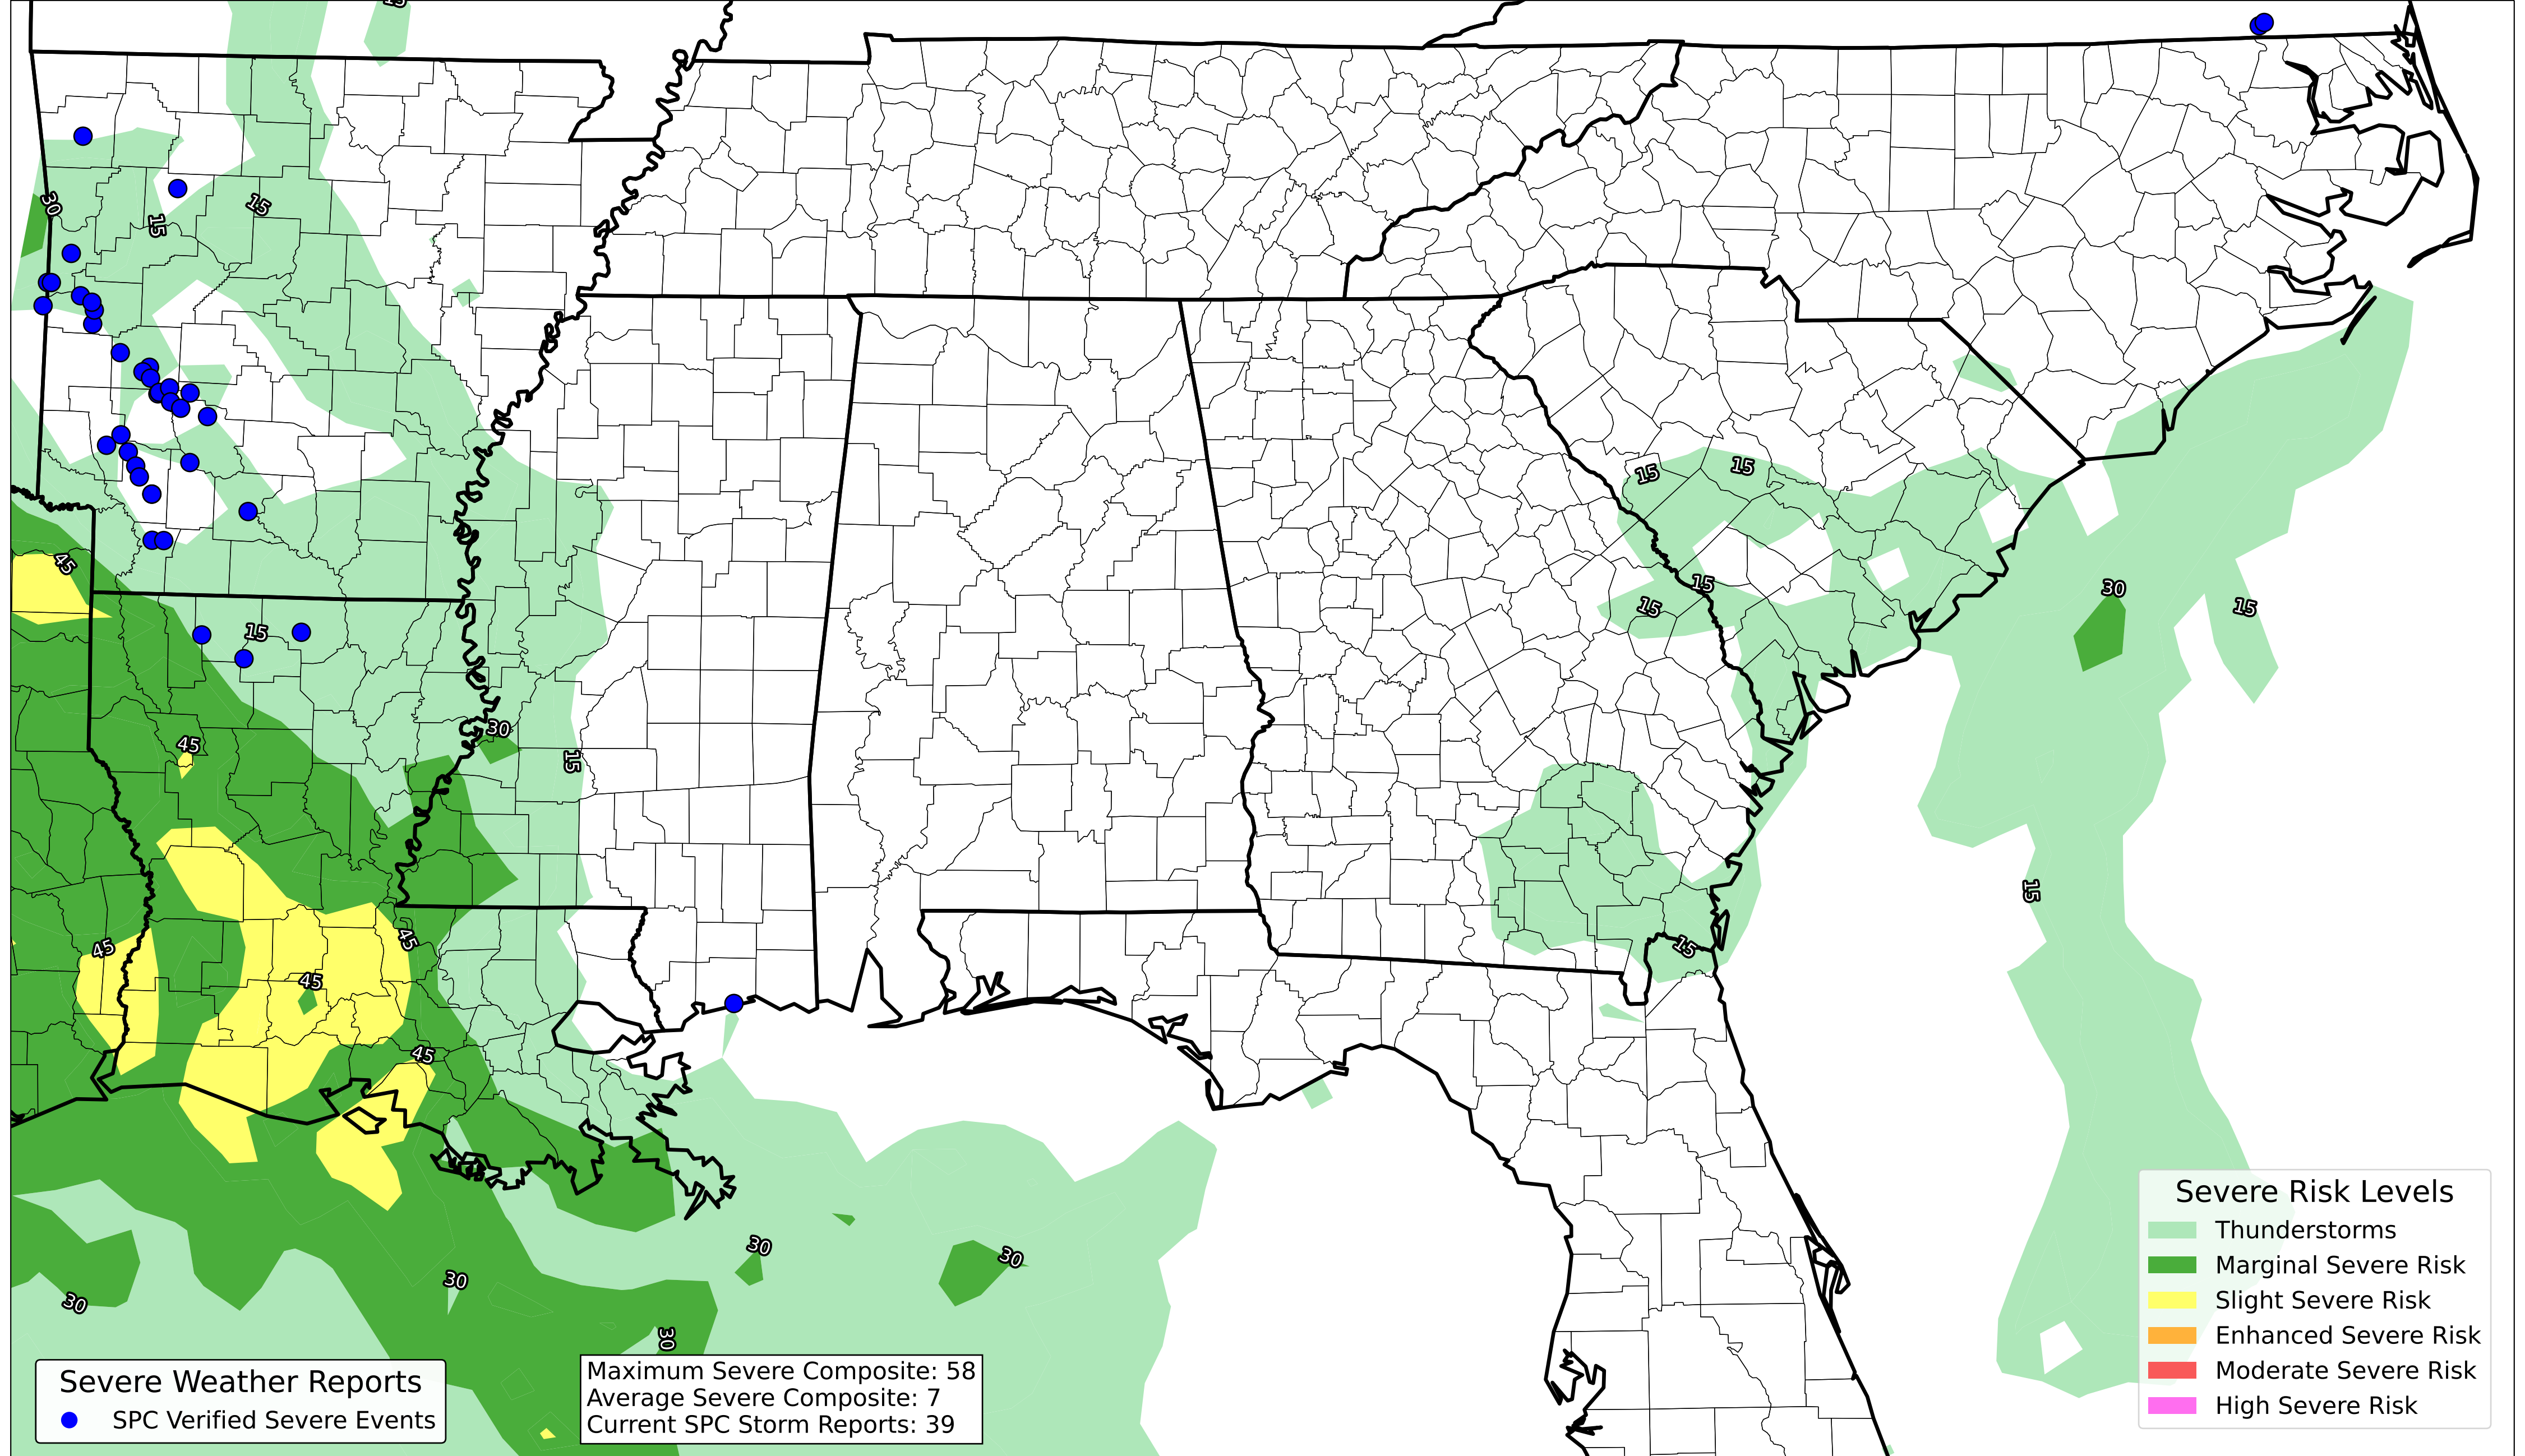 15
30
15
15
15
15
45
15
15
30
15
15
15
30
45
15
15
45
45
15
45
45
30
30
30
30
30
Severe Risk Levels
Thunderstorms
Marginal Severe Risk
Slight Severe Risk
Enhanced Severe Risk
Moderate Severe Risk
High Severe Risk
Severe Weather Reports
SPC Verified Severe Events
Maximum Severe Composite: 58
Average Severe Composite: 7
Current SPC Storm Reports: 39